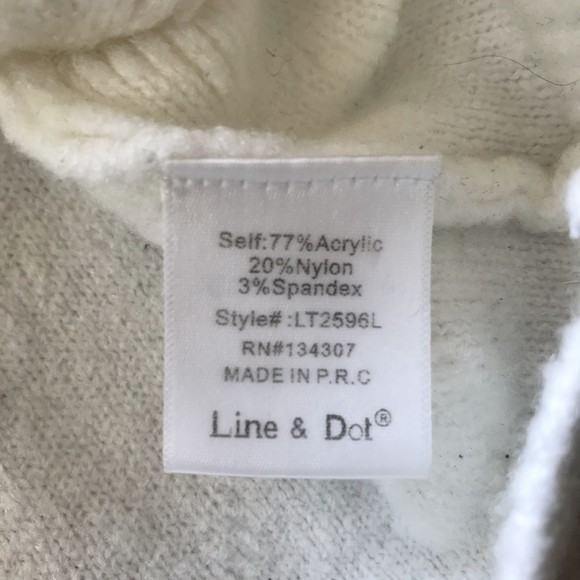 Self:77%Acrylic
20%Nylon
3%Spandex
Style#:LT2596L
RN#134307
MADE IN P.R.C
Line & Dot®